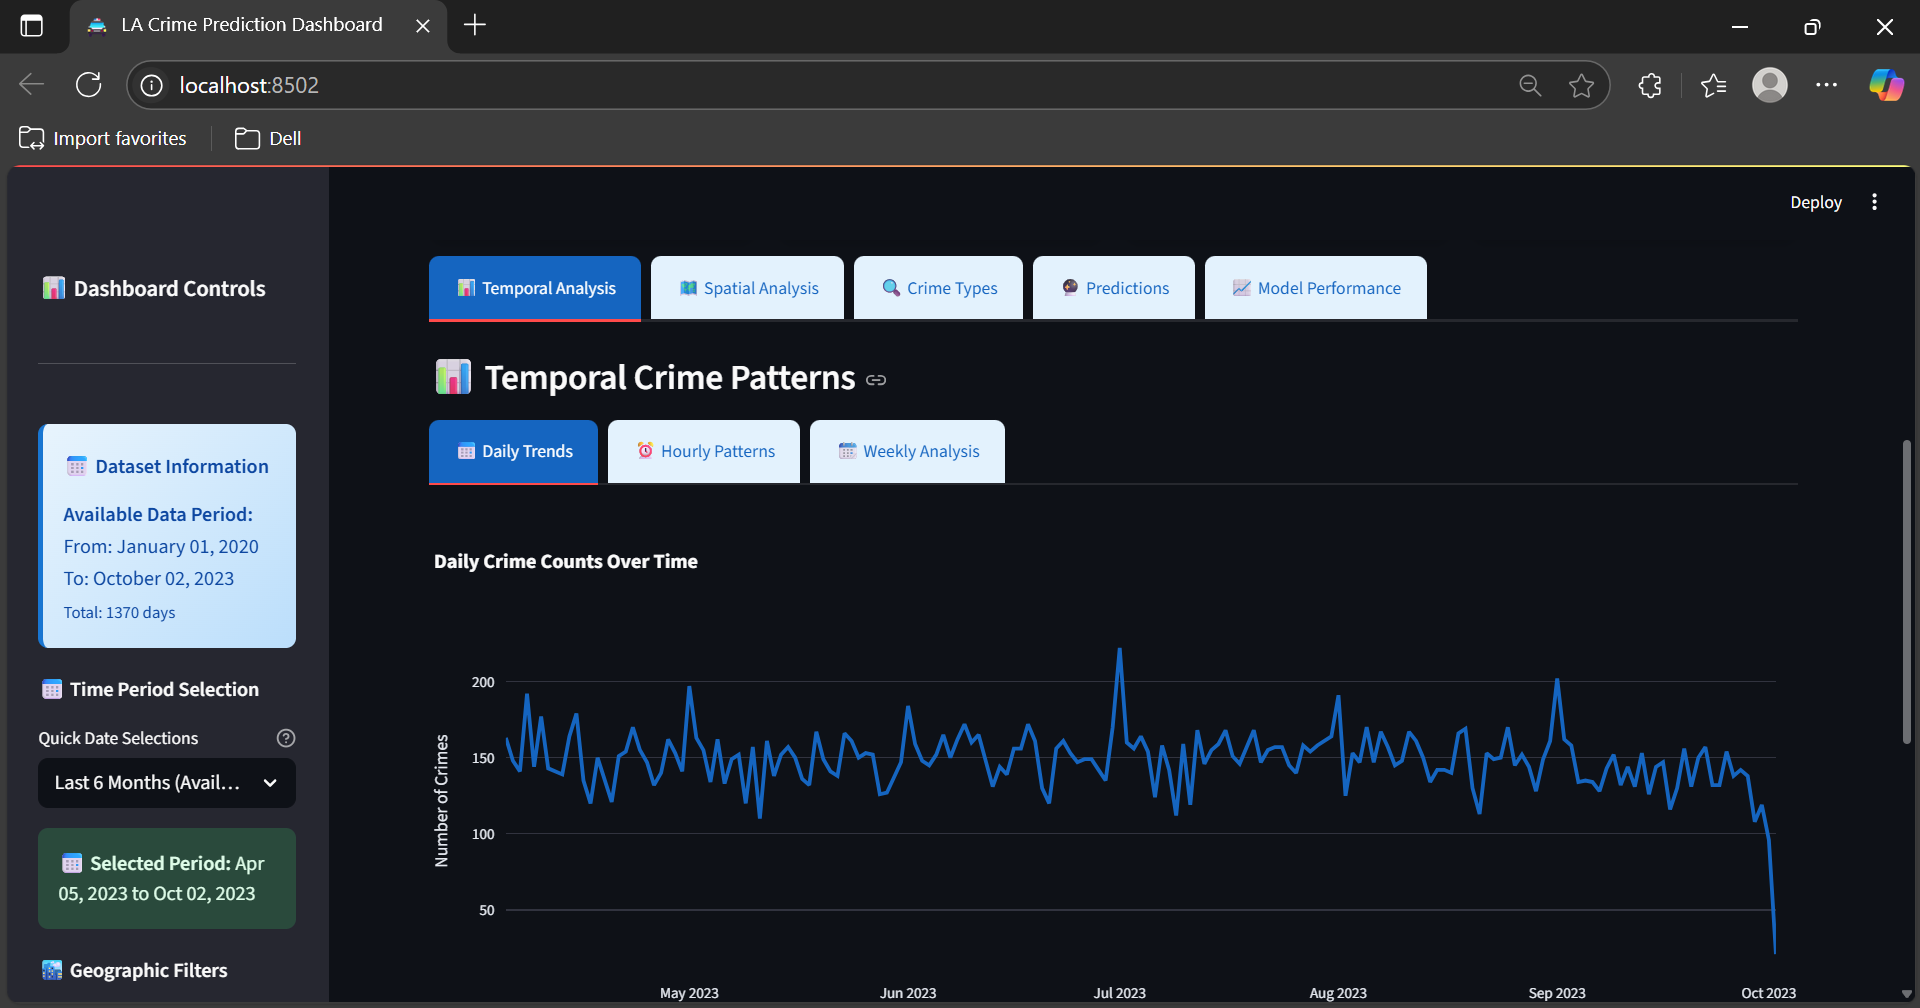 LA Crime Prediction Dashboard
localhost:8502
Import favorites
Dell
Deploy
Dashboard Controls
Dataset Information
Available Data Period:
From: January 01, 2020
To: October 02, 2023
Total: 1370 days
Time Period Selection
Quick Date Selections
Last 6 Months (Avail...
Selected Period: Apr
05, 2023 to Oct 02, 2023
Geographic Filters
Temporal Analysis
Spatial Analysis
Crime Types
Predictions
Model Performance
Temporal Crime Patterns
Daily Trends
Hourly Patterns
Weekly Analysis
Daily Crime Counts Over Time
Number of Crimes
200
150
100
50
May 2023
Jun 2023
Jul 2023
Aug 2023
Sep 2023
Oct 2023